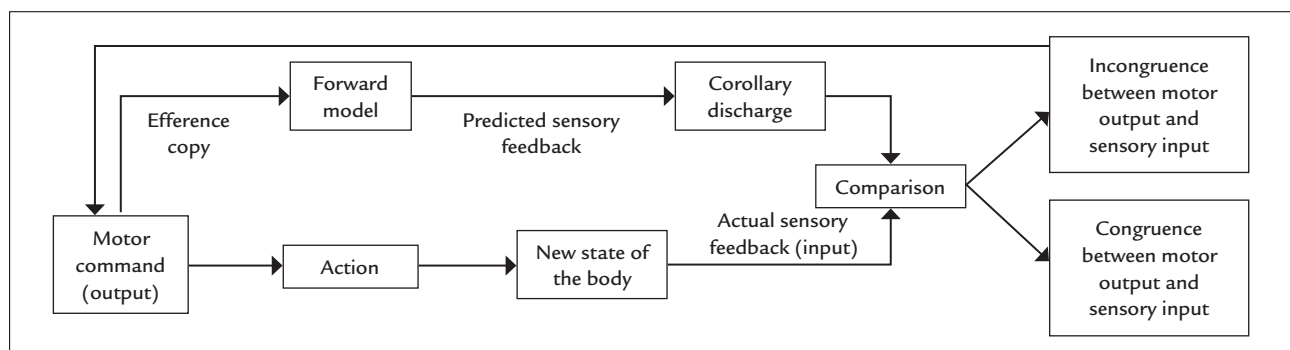 Forward
model
Corollary
discharge
Incongruence
between motor
output and
sensory input
Efference
copy
Predicted sensory
feedback
Comparison
Motor
command
(output)
Action
New state of
the body
Actual sensory
feedback (input)
Congruence
between motor
output and
sensory input